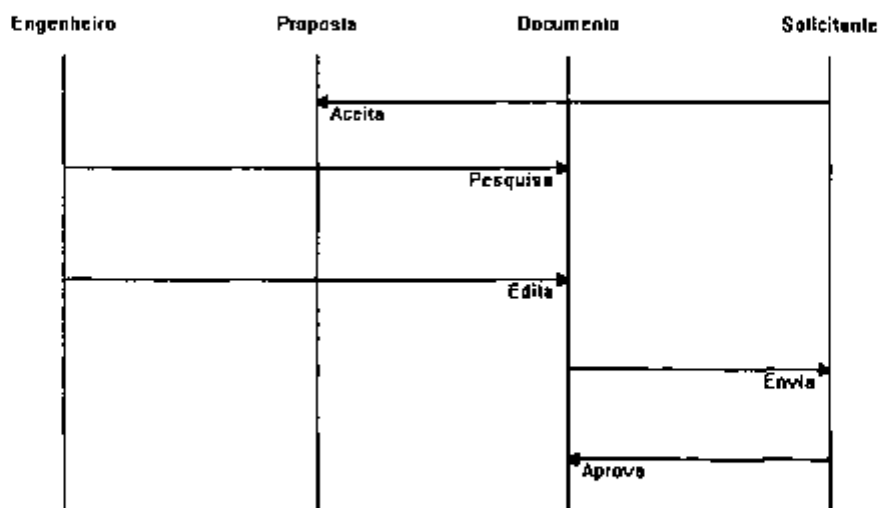 Engenheiro Proposta Documento Solicitante
Aceita
Pesquisa
Edita
Envia
Aprova